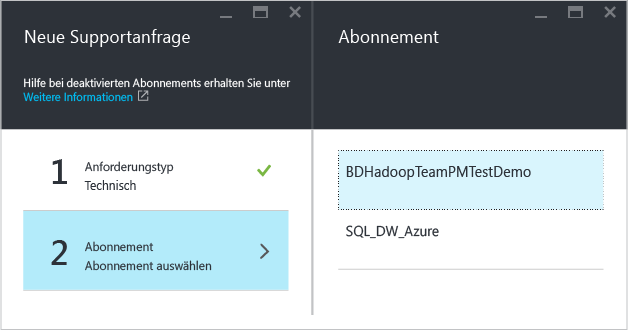 Neue Supportanfrage
Hilfe bei deaktivierten Abonnements erhalten Sie unter
Weitere Informationen
1
Anforderungstyp
Technisch
2
Abonnement
Abonnement auswählen
Abonnement
BDHadoopTeamPMTestDemo
SQL_DW_Azure